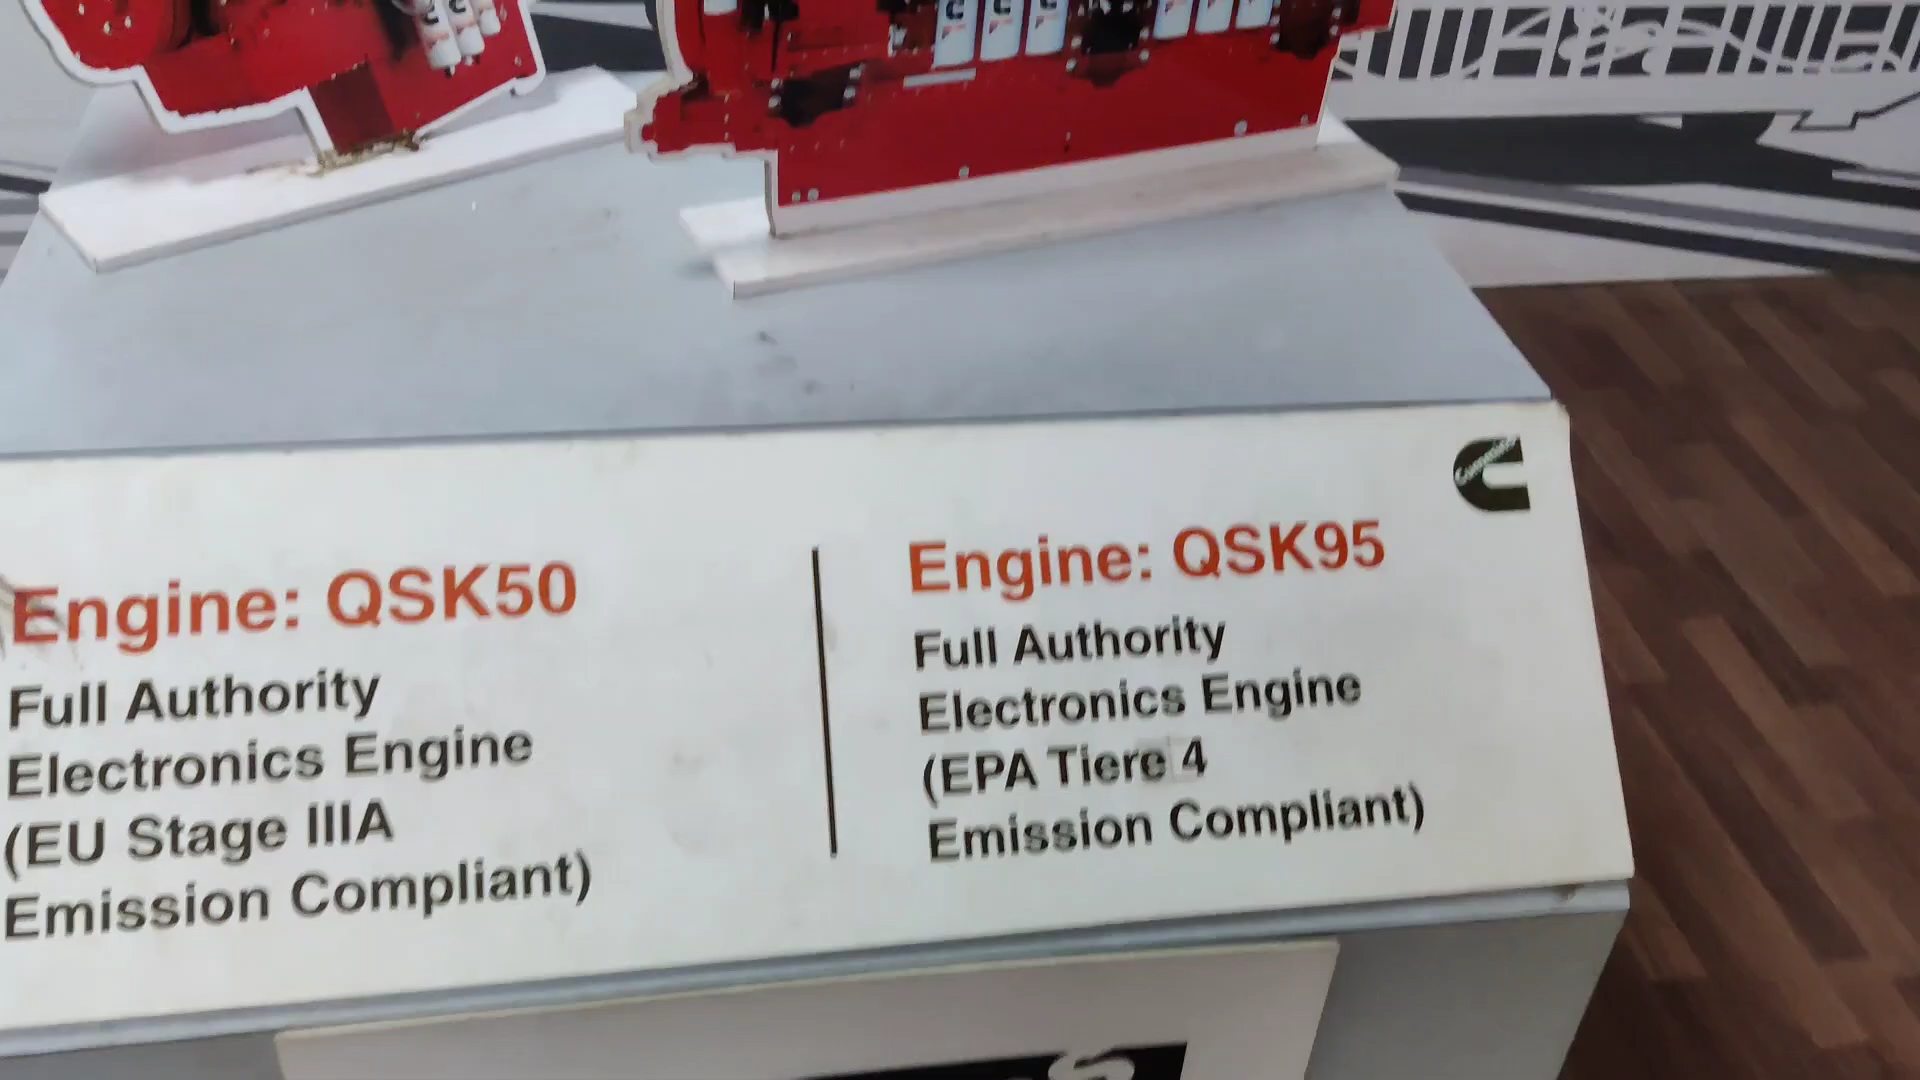 Engine: QSK50
Full Authority
Electronics Engine
(EU Stage IIIA
Emission Compliant)
Engine: QSK95
Full Authority
Electronics Engine
(EPA Tiere 4
Emission Compliant)
Cummins